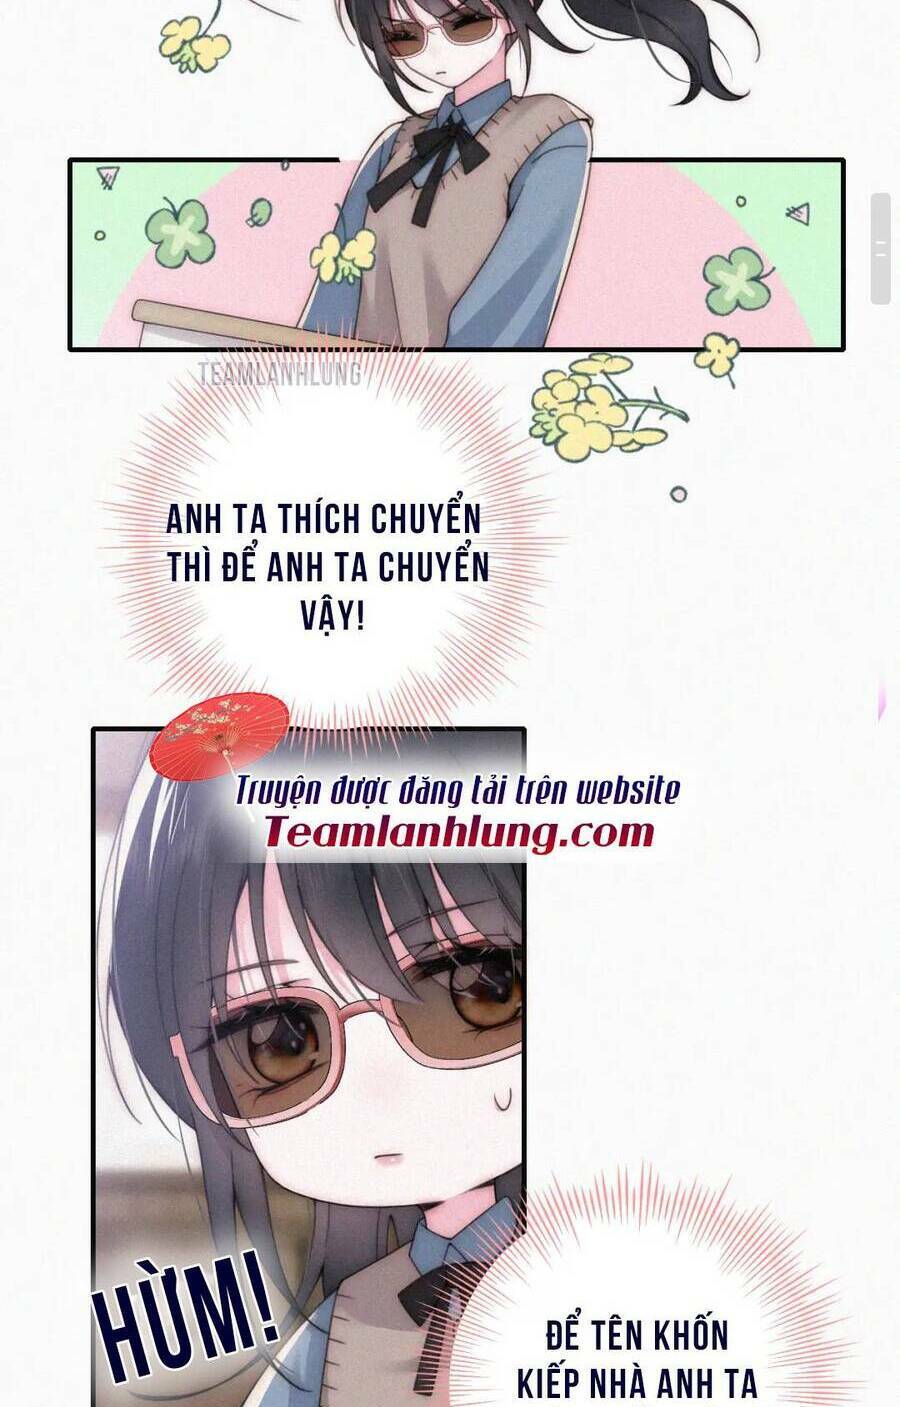 TEAMLANHLUNG
ANH TA THÍCH CHUYỂN
THÌ ĐỂ ANH TA CHUYỂN
VẬY!
Truyện được đăng tải trên website
Teamlanhlung.com
HỪM!
ĐỂ TÊN KHỐN
KIẾP NHÀ ANH TA